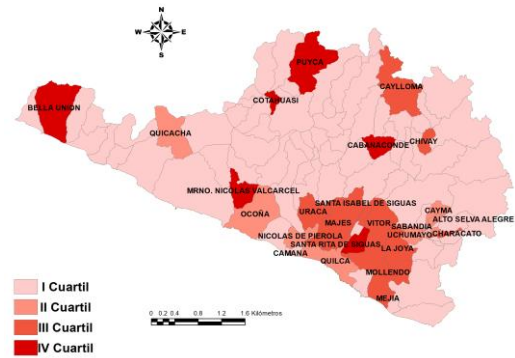 N
W E
S
PUYCA
CAYLLOMA
BELLA UNION
COTAHUASI
QUICACHA
CABARACONDE
CHIVAY
MRNO. NICOLAS VALCARCEL
SANTA ISABEL DE SIGUAS
OCOÑA
URACA
CAYMA
MAJES
VITOR
SABANDIA
ALTO SELVA ALEGRE
NICOLAS DE PIEROLA
UCHUMAYO
CHARACATO
SANTA RITA DE SIGUAS
LA JOYA
CAMANA
QUILCA
MOLLENDO
MEJIA
I Cuartil
II Cuartil
III Cuartil
IV Cuartil
0 0.2 0.4 0.8 1.2 1.6 Kilómetros